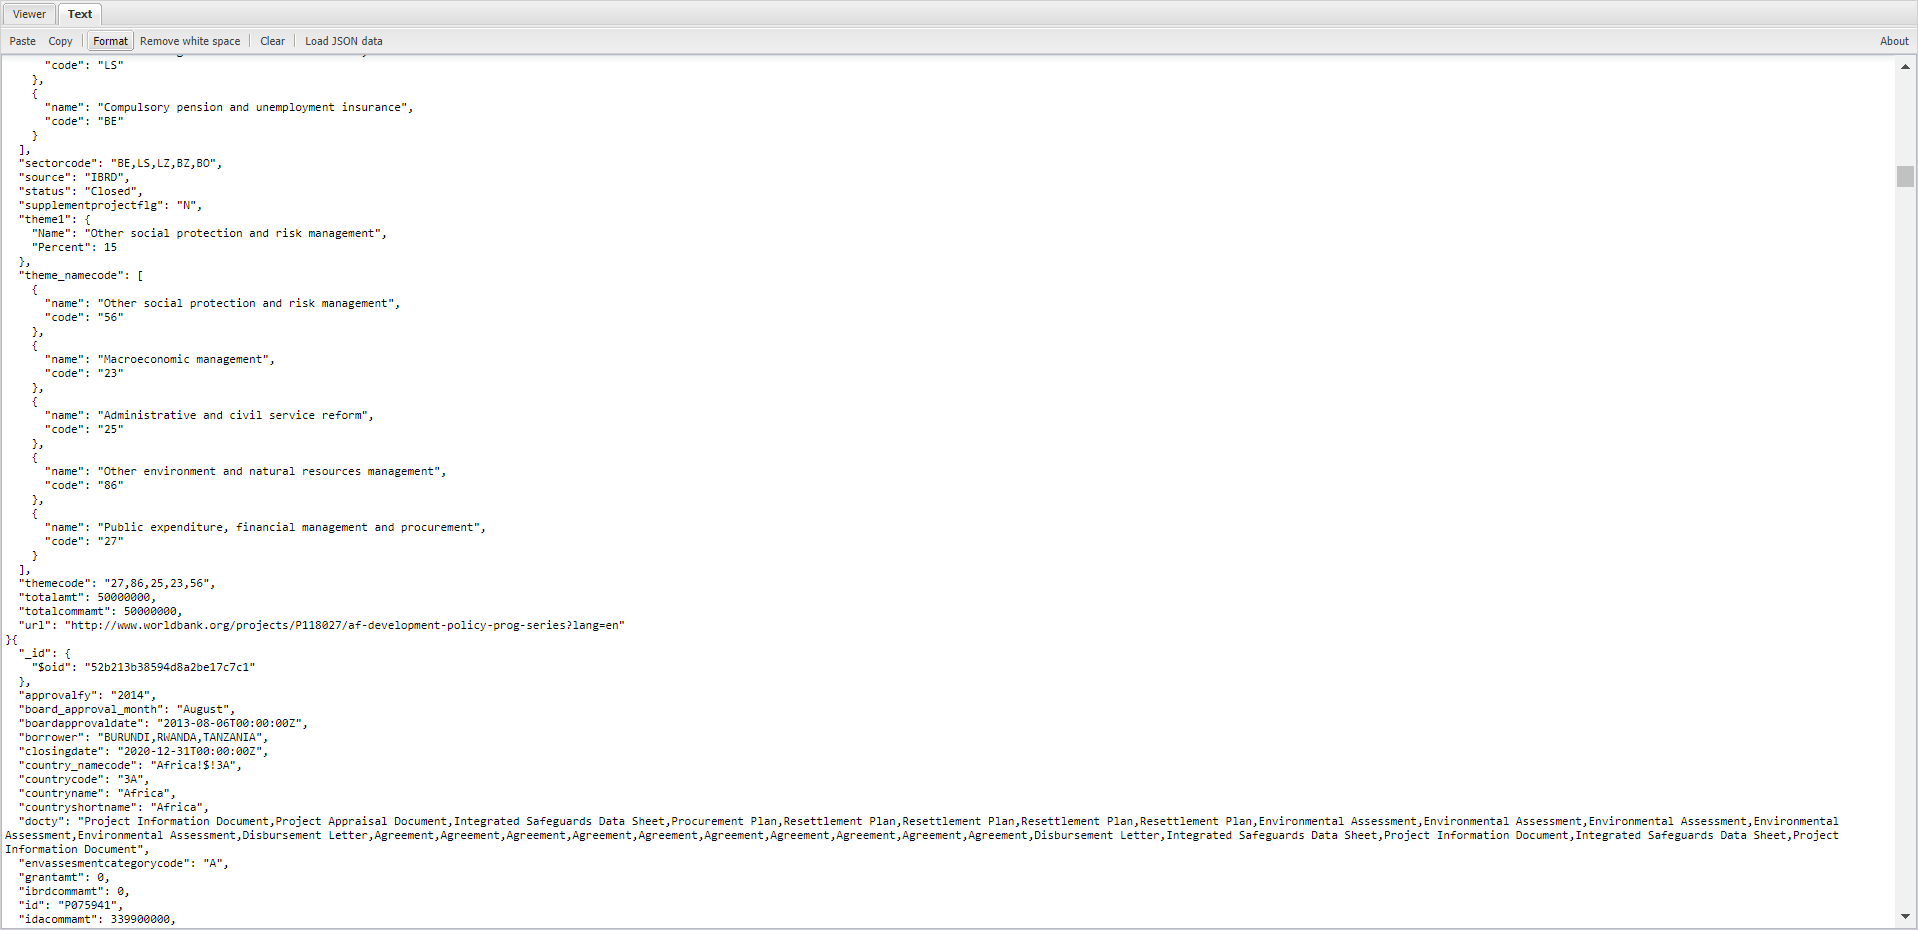 Viewer Text
Paste Copy Format Remove white space Clear Load JSON data About
"code": "LS"
},
{
"name": "Compulsory pension and unemployment insurance",
"code": "BE"
}
],
"sectorcode": "BE,LS,LZ,BZ,BO",
"source": "IBRD",
"status": "Closed",
"supplementprojectflg": "N",
"theme1": {
"Name": "Other social protection and risk management",
"Percent": 15
},
"theme_namecode": [
{
"name": "Other social protection and risk management",
"code": "56"
},
{
"name": "Macroeconomic management",
"code": "23"
},
{
"name": "Administrative and civil service reform",
"code": "25"
},
{
"name": "Other environment and natural resources management",
"code": "86"
},
{
"name": "Public expenditure, financial management and procurement",
"code": "27"
}
],
"themecode": "27,86,25,23,56",
"totalamt": 50000000,
"totalcommamt": 50000000,
"url": "http://www.worldbank.org/projects/P118027/af-development-policy-prog-series?lang=en"
}{
"_id": {
"$oid": "52b213b38594d8a2be17c7c1"
},
"approvalfy": "2014",
"board_approval_month": "August",
"boardapprovaldate": "2013-08-06T00:00:00Z",
"borrower": "BURUNDI,RWANDA,TANZANIA",
"closingdate": "2020-12-31T00:00:00Z",
"country_namecode": "Africa!$!3A",
"countrycode": "3A",
"countryname": "Africa",
"countryshortname": "Africa",
"docty": "Project Information Document,Project Appraisal Document,Integrated Safeguards Data Sheet,Procurement Plan,Resettlement Plan,Resettlement Plan,Resettlement Plan,Resettlement Plan,Environmental Assessment,Environmental Assessment,Environmental Assessment,Environmental
Assessment,Environmental Assessment,Disbursement Letter,Agreement,Agreement,Agreement,Agreement,Agreement,Agreement,Agreement,Agreement,Agreement,Agreement,Disbursement Letter,Integrated Safeguards Data Sheet,Project Information Document,Integrated Safeguards Data Sheet,Project
Information Document",
"envassesmentcategorycode": "A",
"grantamt": 0,
"ibrdcommamt": 0,
"id": "P075941",
"idacommamt": 339900000,